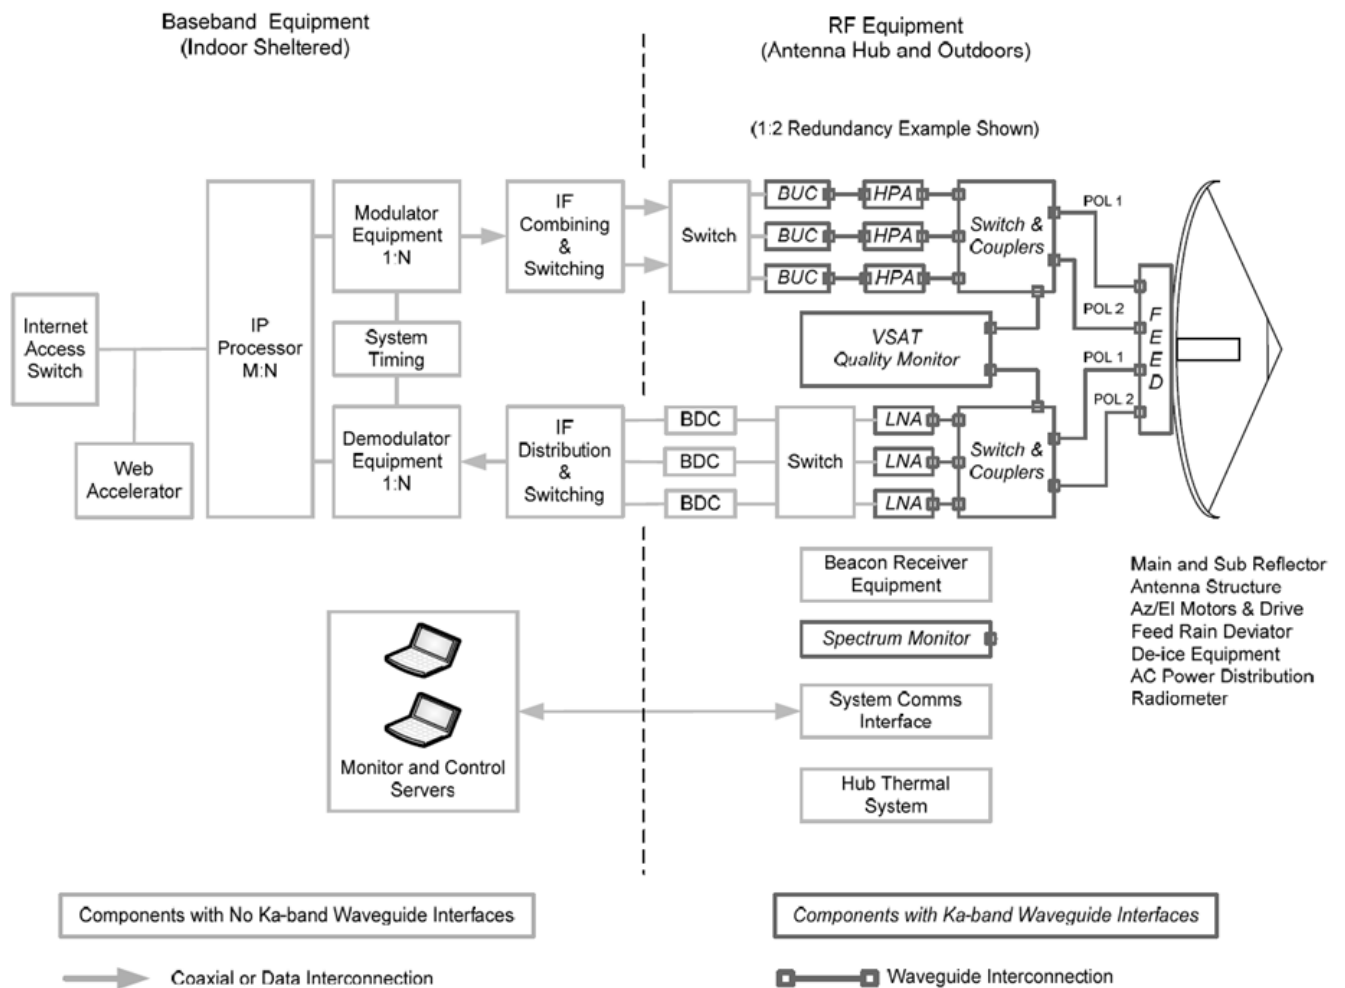 Baseband Equipment
(Indoor Sheltered)
RF Equipment
(Antenna Hub and Outdoors)
(1:2 Redundancy Example Shown)
Internet
Access
Switch
Web
Accelerator
IP
Processor
M:N
Modulator
Equipment
1:N
System
Timing
Demodulator
Equipment
1:N
IF
Combining
&
Switching
IF
Distribution
&
Switching
Switch
BUC
HPA
BUC
HPA
BUC
HPA
Switch &
Couplers
POL 1
POL 2
VSAT
Quality Monitor
POL 1
POL 2
F
E
E
D
BDC
BDC
BDC
Switch
LNA
LNA
LNA
Switch &
Couplers
Beacon Receiver
Equipment
Spectrum Monitor
System Comms
Interface
Hub Thermal
System
Main and Sub Reflector
Antenna Structure
Az/El Motors & Drive
Feed Rain Deviator
De-ice Equipment
AC Power Distribution
Radiometer
Monitor and Control
Servers
Components with No Ka-band Waveguide Interfaces
Components with Ka-band Waveguide Interfaces
Coaxial or Data Interconnection
Waveguide Interconnection